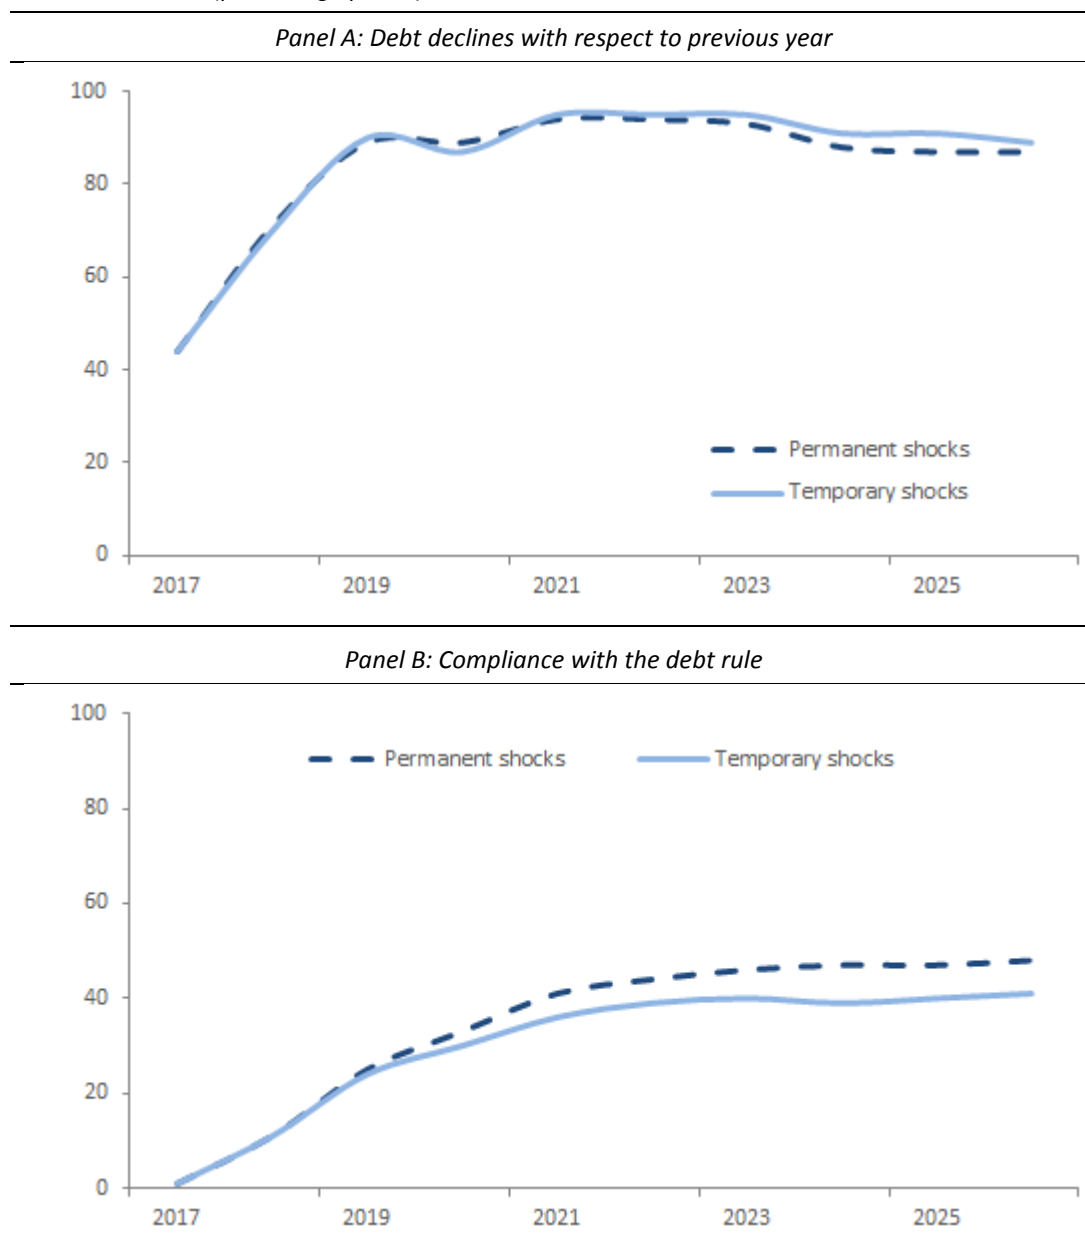 Panel A: Debt declines with respect to previous year
100
80
60
40
20
0
Permanent shocks
Temporary shocks
2017 2019 2021 2023 2025
Panel B: Compliance with the debt rule
100
Permanent shocks Temporary shocks
80
60
40
20
0
2017 2019 2021 2023 2025